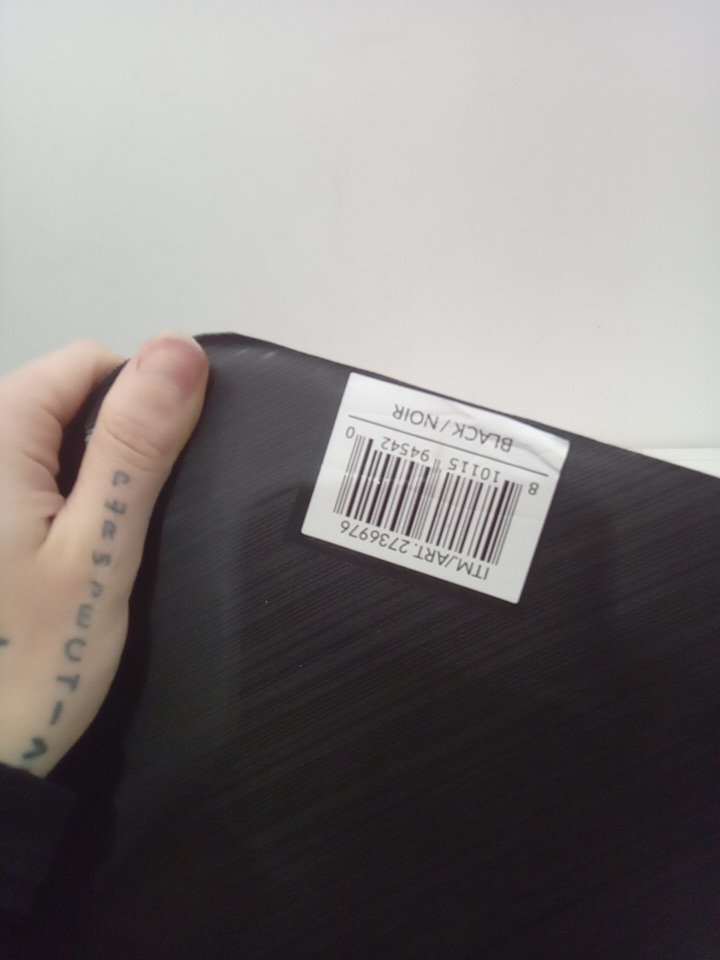 ITM./ART. 2736976
8 10115 94542 0
BLACK / NOIR